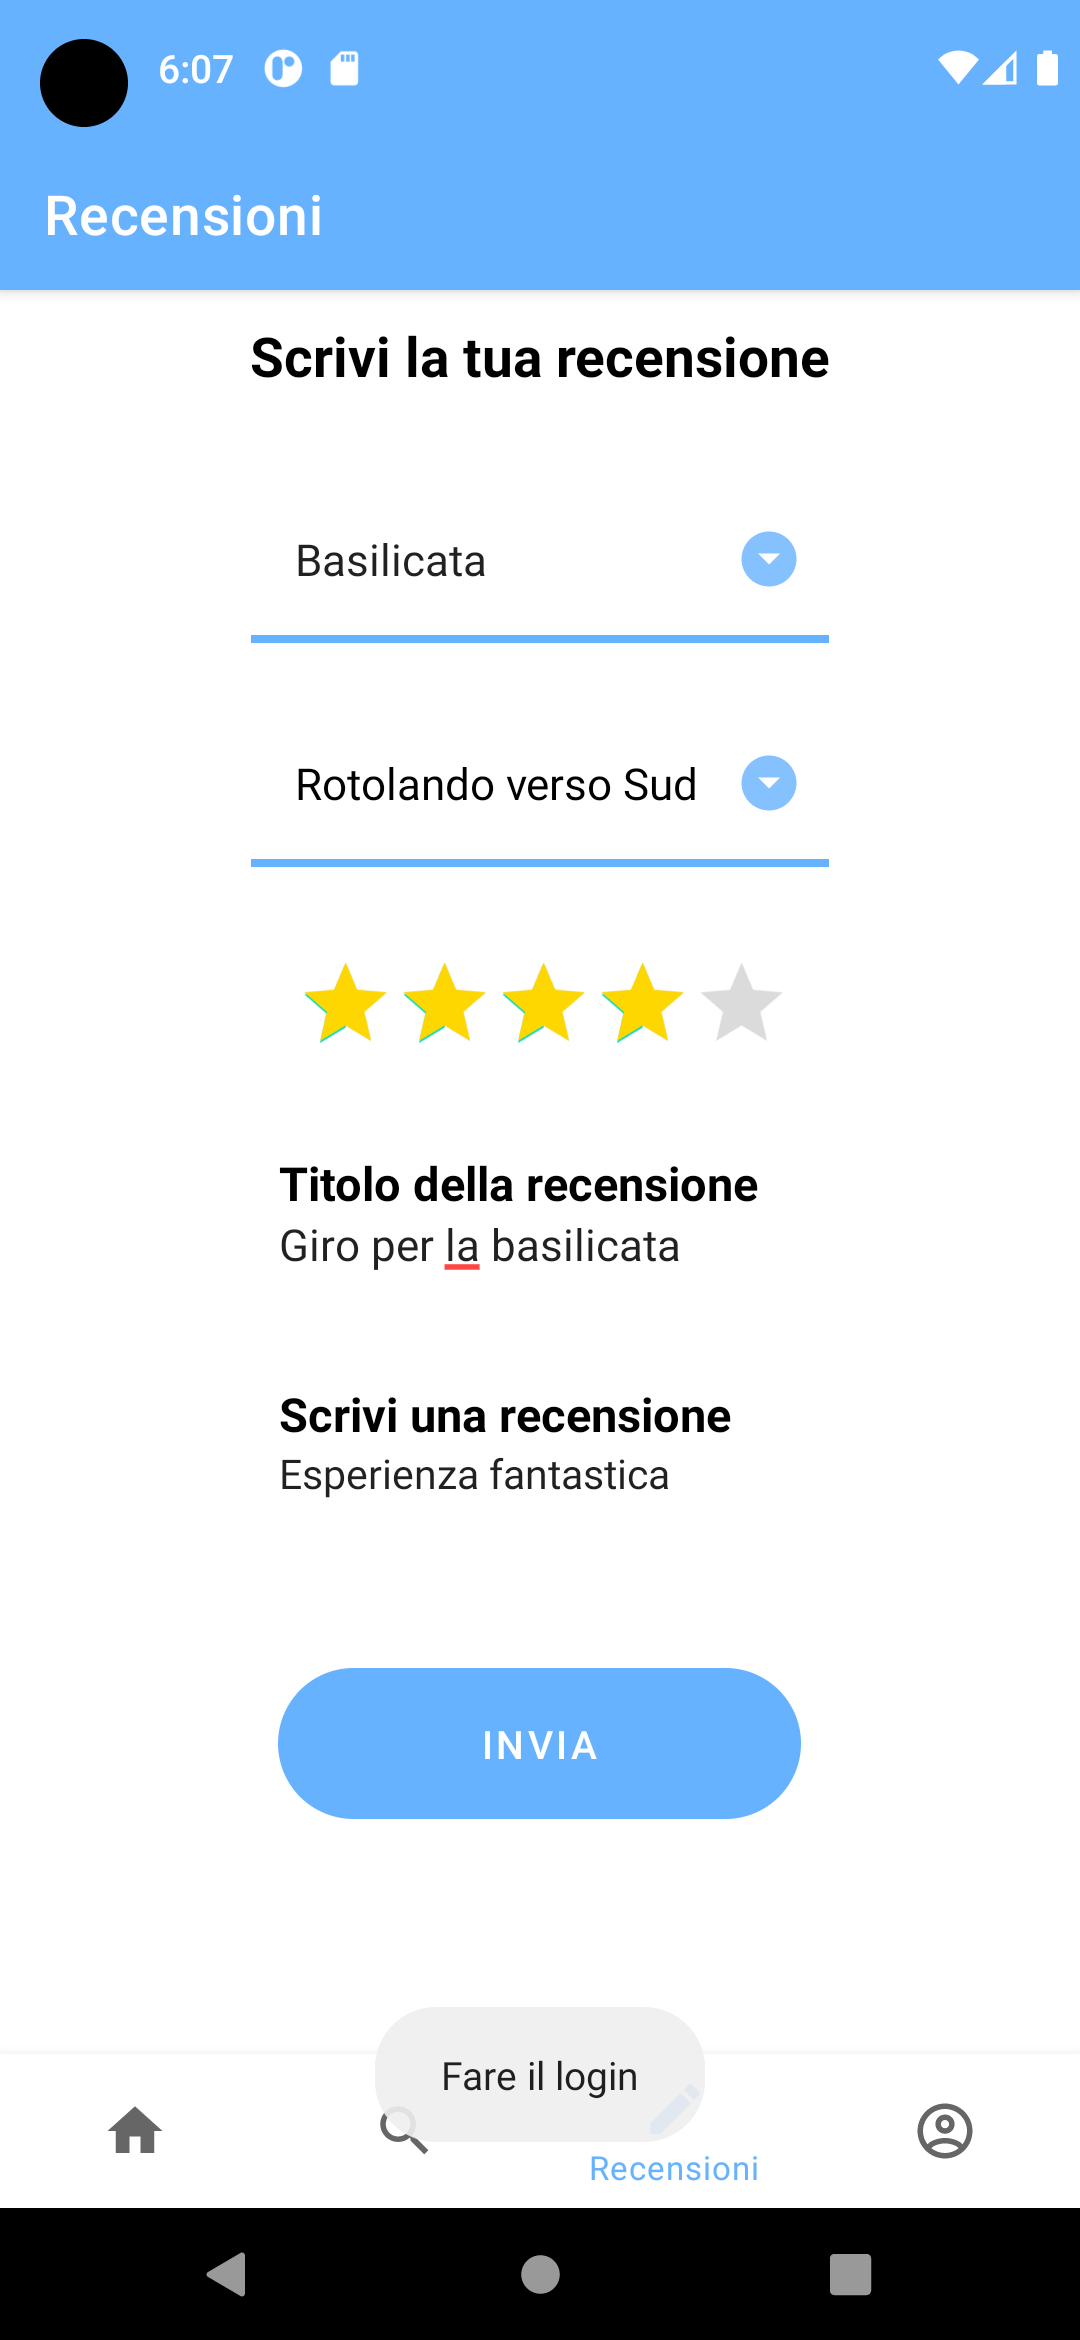 6:07
Recensioni
Scrivi la tua recensione
Basilicata
Rotolando verso Sud
Titolo della recensione
Giro per la basilicata
Scrivi una recensione
Esperienza fantastica
INVIA
Fare il login
Recensioni